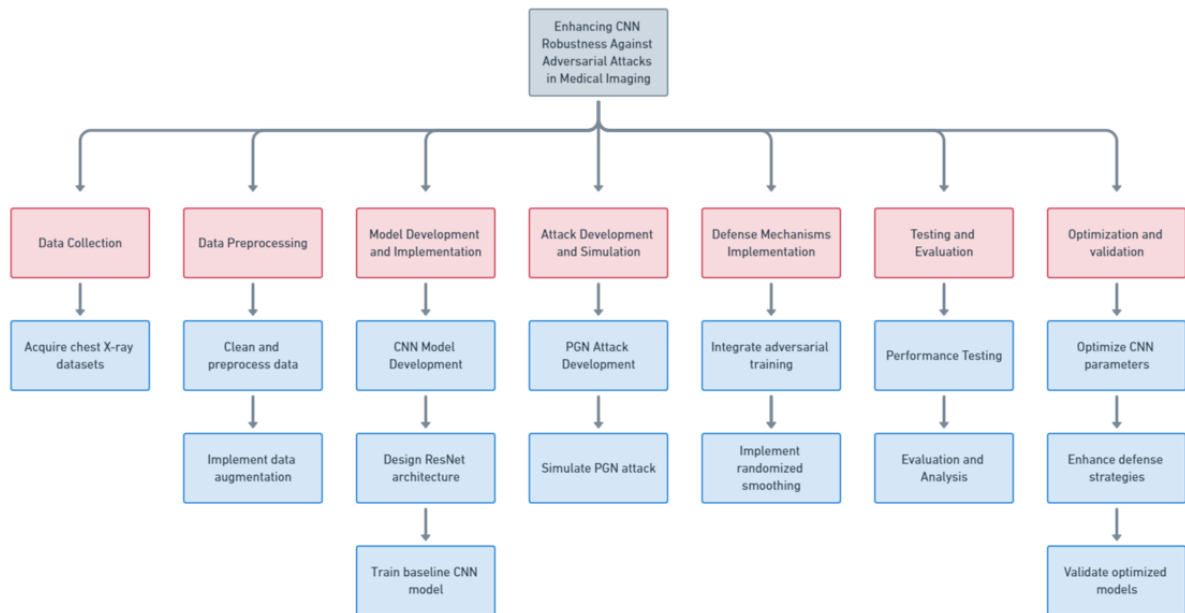 Enhancing CNN
Robustness Against
Adversarial Attacks
in Medical Imaging
Data Collection
Data Preprocessing
Model Development
and Implementation
Attack Development
and Simulation
Defense Mechanisms
Implementation
Testing and
Evaluation
Optimization and
validation
Acquire chest X-ray
datasets
Clean and
preprocess data
CNN Model
Development
PGN Attack
Development
Integrate adversarial
training
Performance Testing
Optimize CNN
parameters
Implement data
augmentation
Design ResNet
architecture
Simulate PGN attack
Implement
randomized
smoothing
Evaluation and
Analysis
Enhance defense
strategies
Train baseline CNN
model
Validate optimized
models